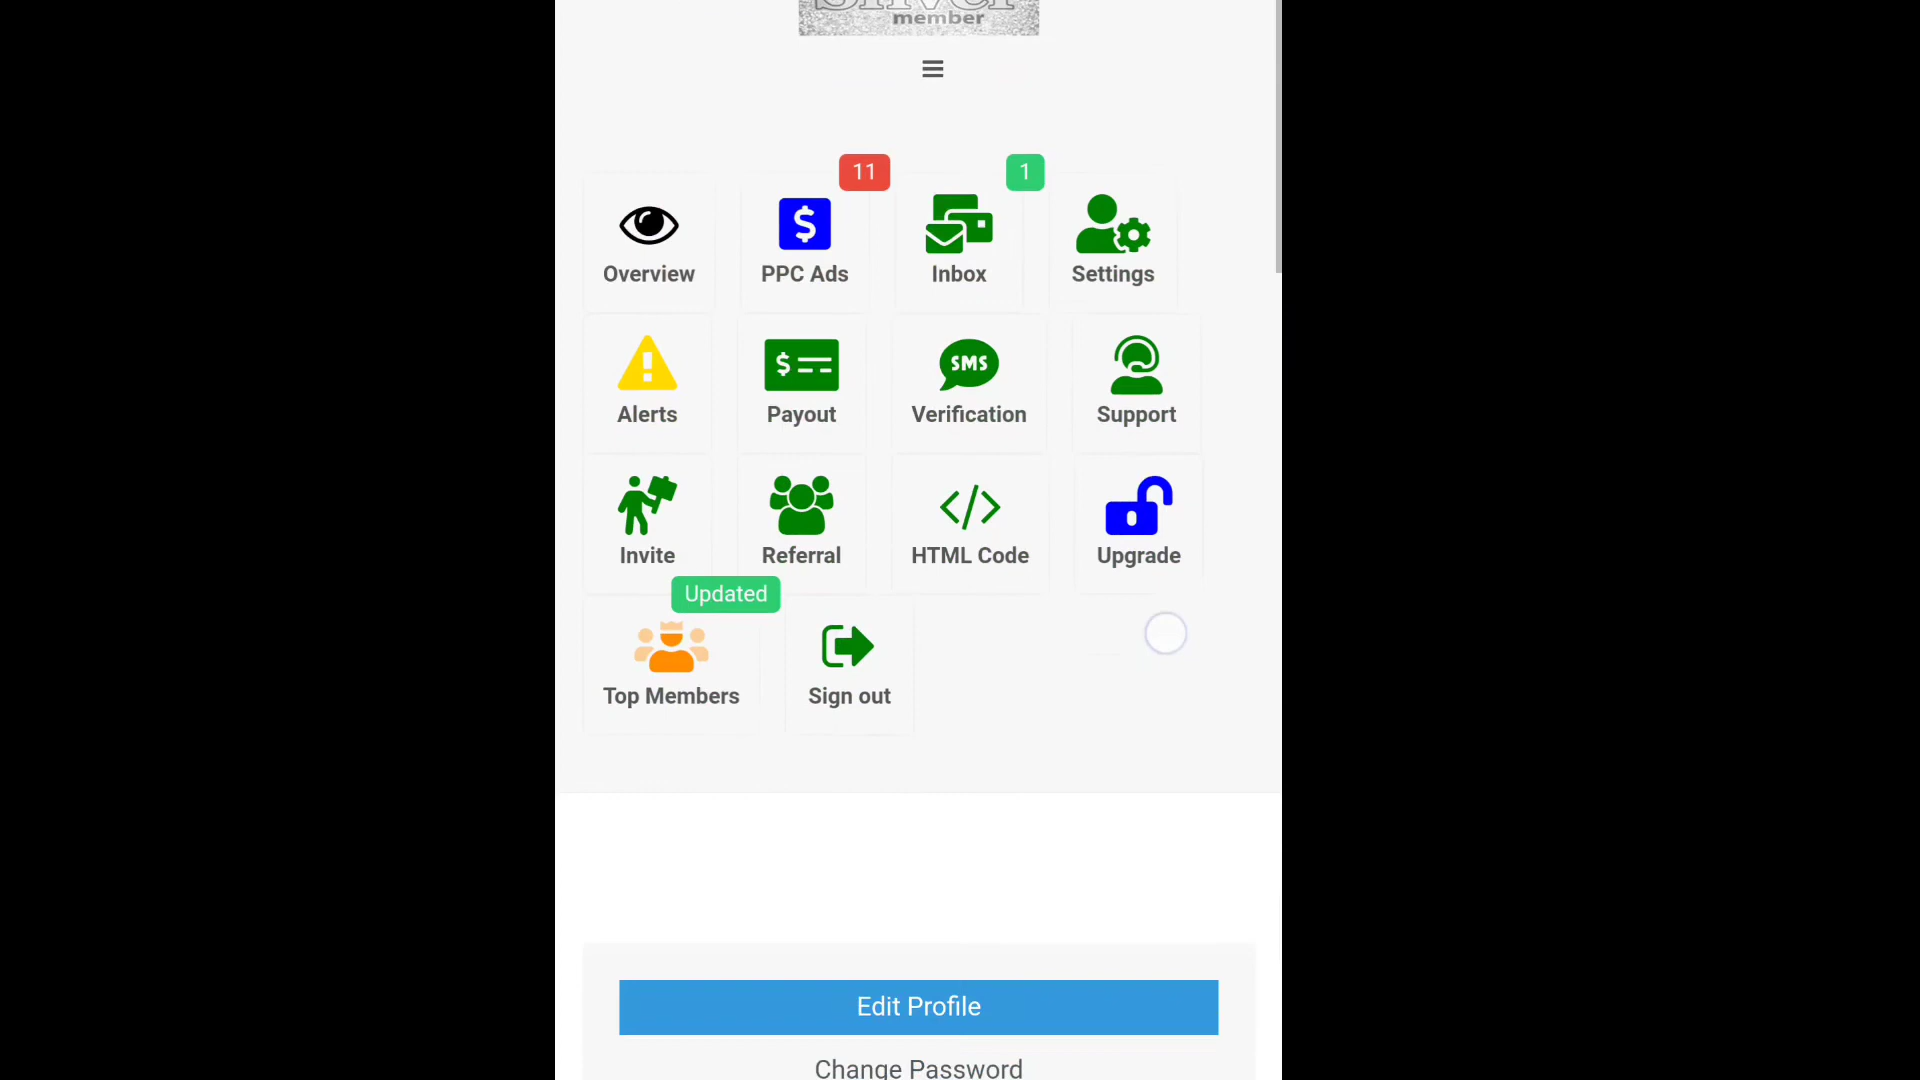 Silver
member
11
1
Overview
PPC Ads
Inbox
Settings
SMS
Alerts
Payout
Verification
Support
Invite
Referral
HTML Code
Upgrade
Updated
Top Members
Sign out
Edit Profile
Change Password